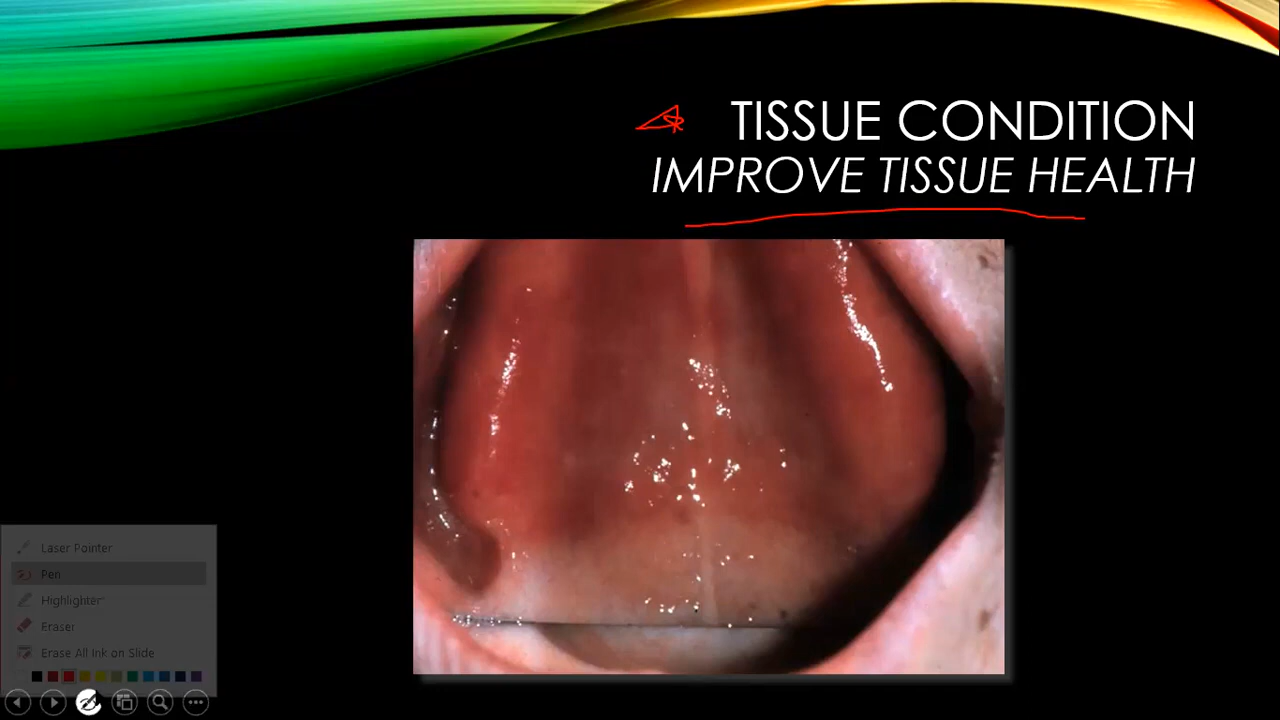 TISSUE CONDITION
IMPROVE TISSUE HEALTH
Laser Pointer
Pen
Highlighter
Eraser
Erase All Ink on Slide